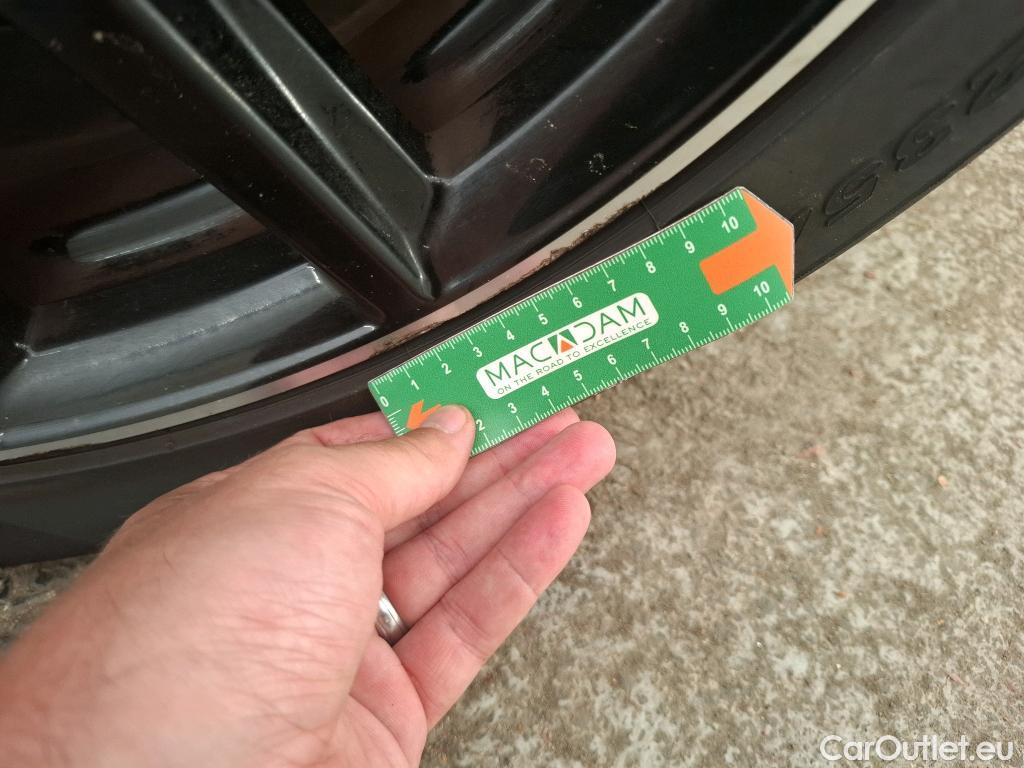 235
0 1 2 3 4 5 6 7 8 9 10
MACADAM
ON THE ROAD TO EXCELLENCE
2 3 4 5 6 7 8 9 10
CarOutlet.eu